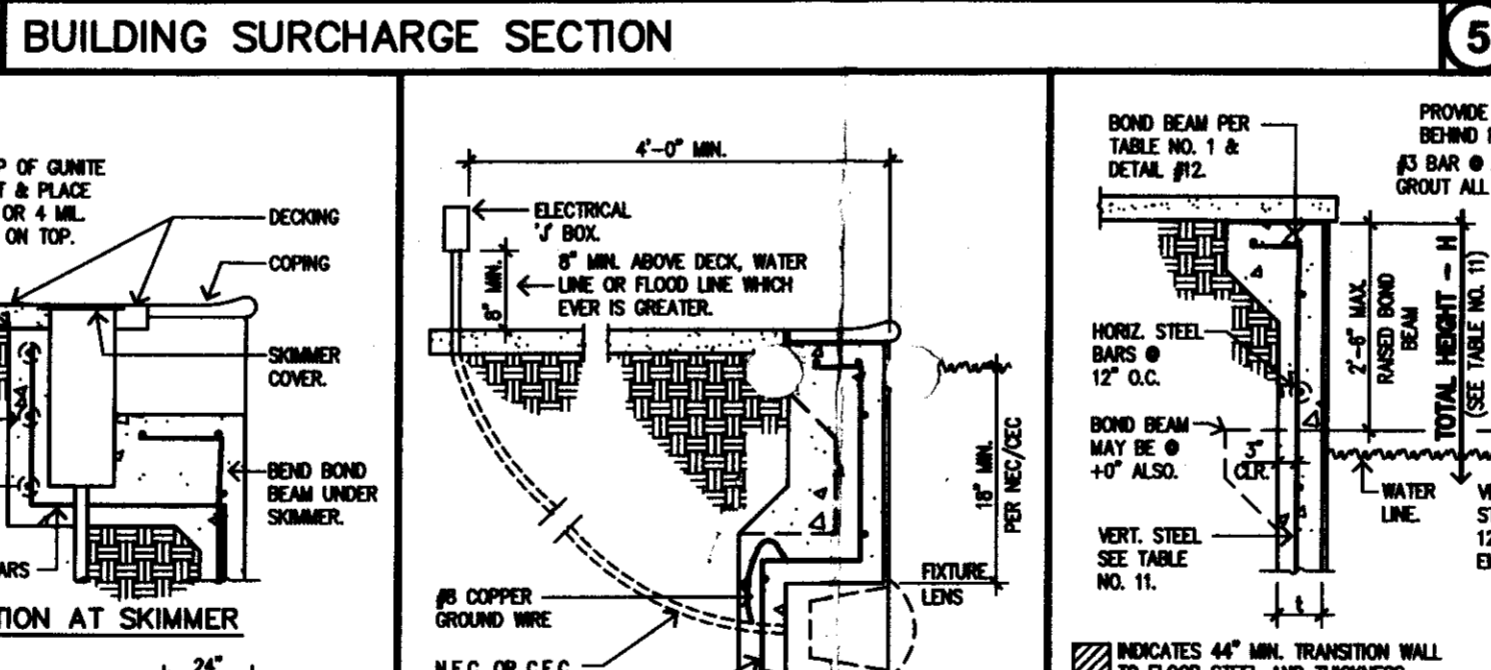 BUILDING SURCHARGE SECTION
5
P OF GUNITE
& PLACE
OR 4 MIL.
ON TOP.
DECKING
COPING
SKIMMER
COVER.
BEND BOND
BEAM UNDER
SKIMMER.
ARS
TION AT SKIMMER
24"
4'-0" MIN.
ELECTRICAL
'J' BOX.
8" MIN.
8" MIN. ABOVE DECK, WATER
LINE OR FLOOD LINE WHICH
EVER IS GREATER.
18" MIN.
PER NEC/CEC
#8 COPPER
GROUND WIRE
FIXTURE
LENS
N.E.C. OR C.E.C.
BOND BEAM PER
TABLE NO. 1 &
DETAIL #12.
PROVIDE
BEHIND
#3 BAR @
GROUT ALL
HORIZ. STEEL
BARS @
12" O.C.
2'-6" MAX.
RAISED BOND
BEAM
TOTAL HEIGHT - H
(SEE TABLE NO. 11)
BOND BEAM
MAY BE @
+0" ALSO.
3"
CLR.
WATER
LINE.
VERT. STEEL
SEE TABLE
NO. 11.
t
INDICATES 44" MIN. TRANSITION WALL
TO FLOOR STEEL AND THICKNESS